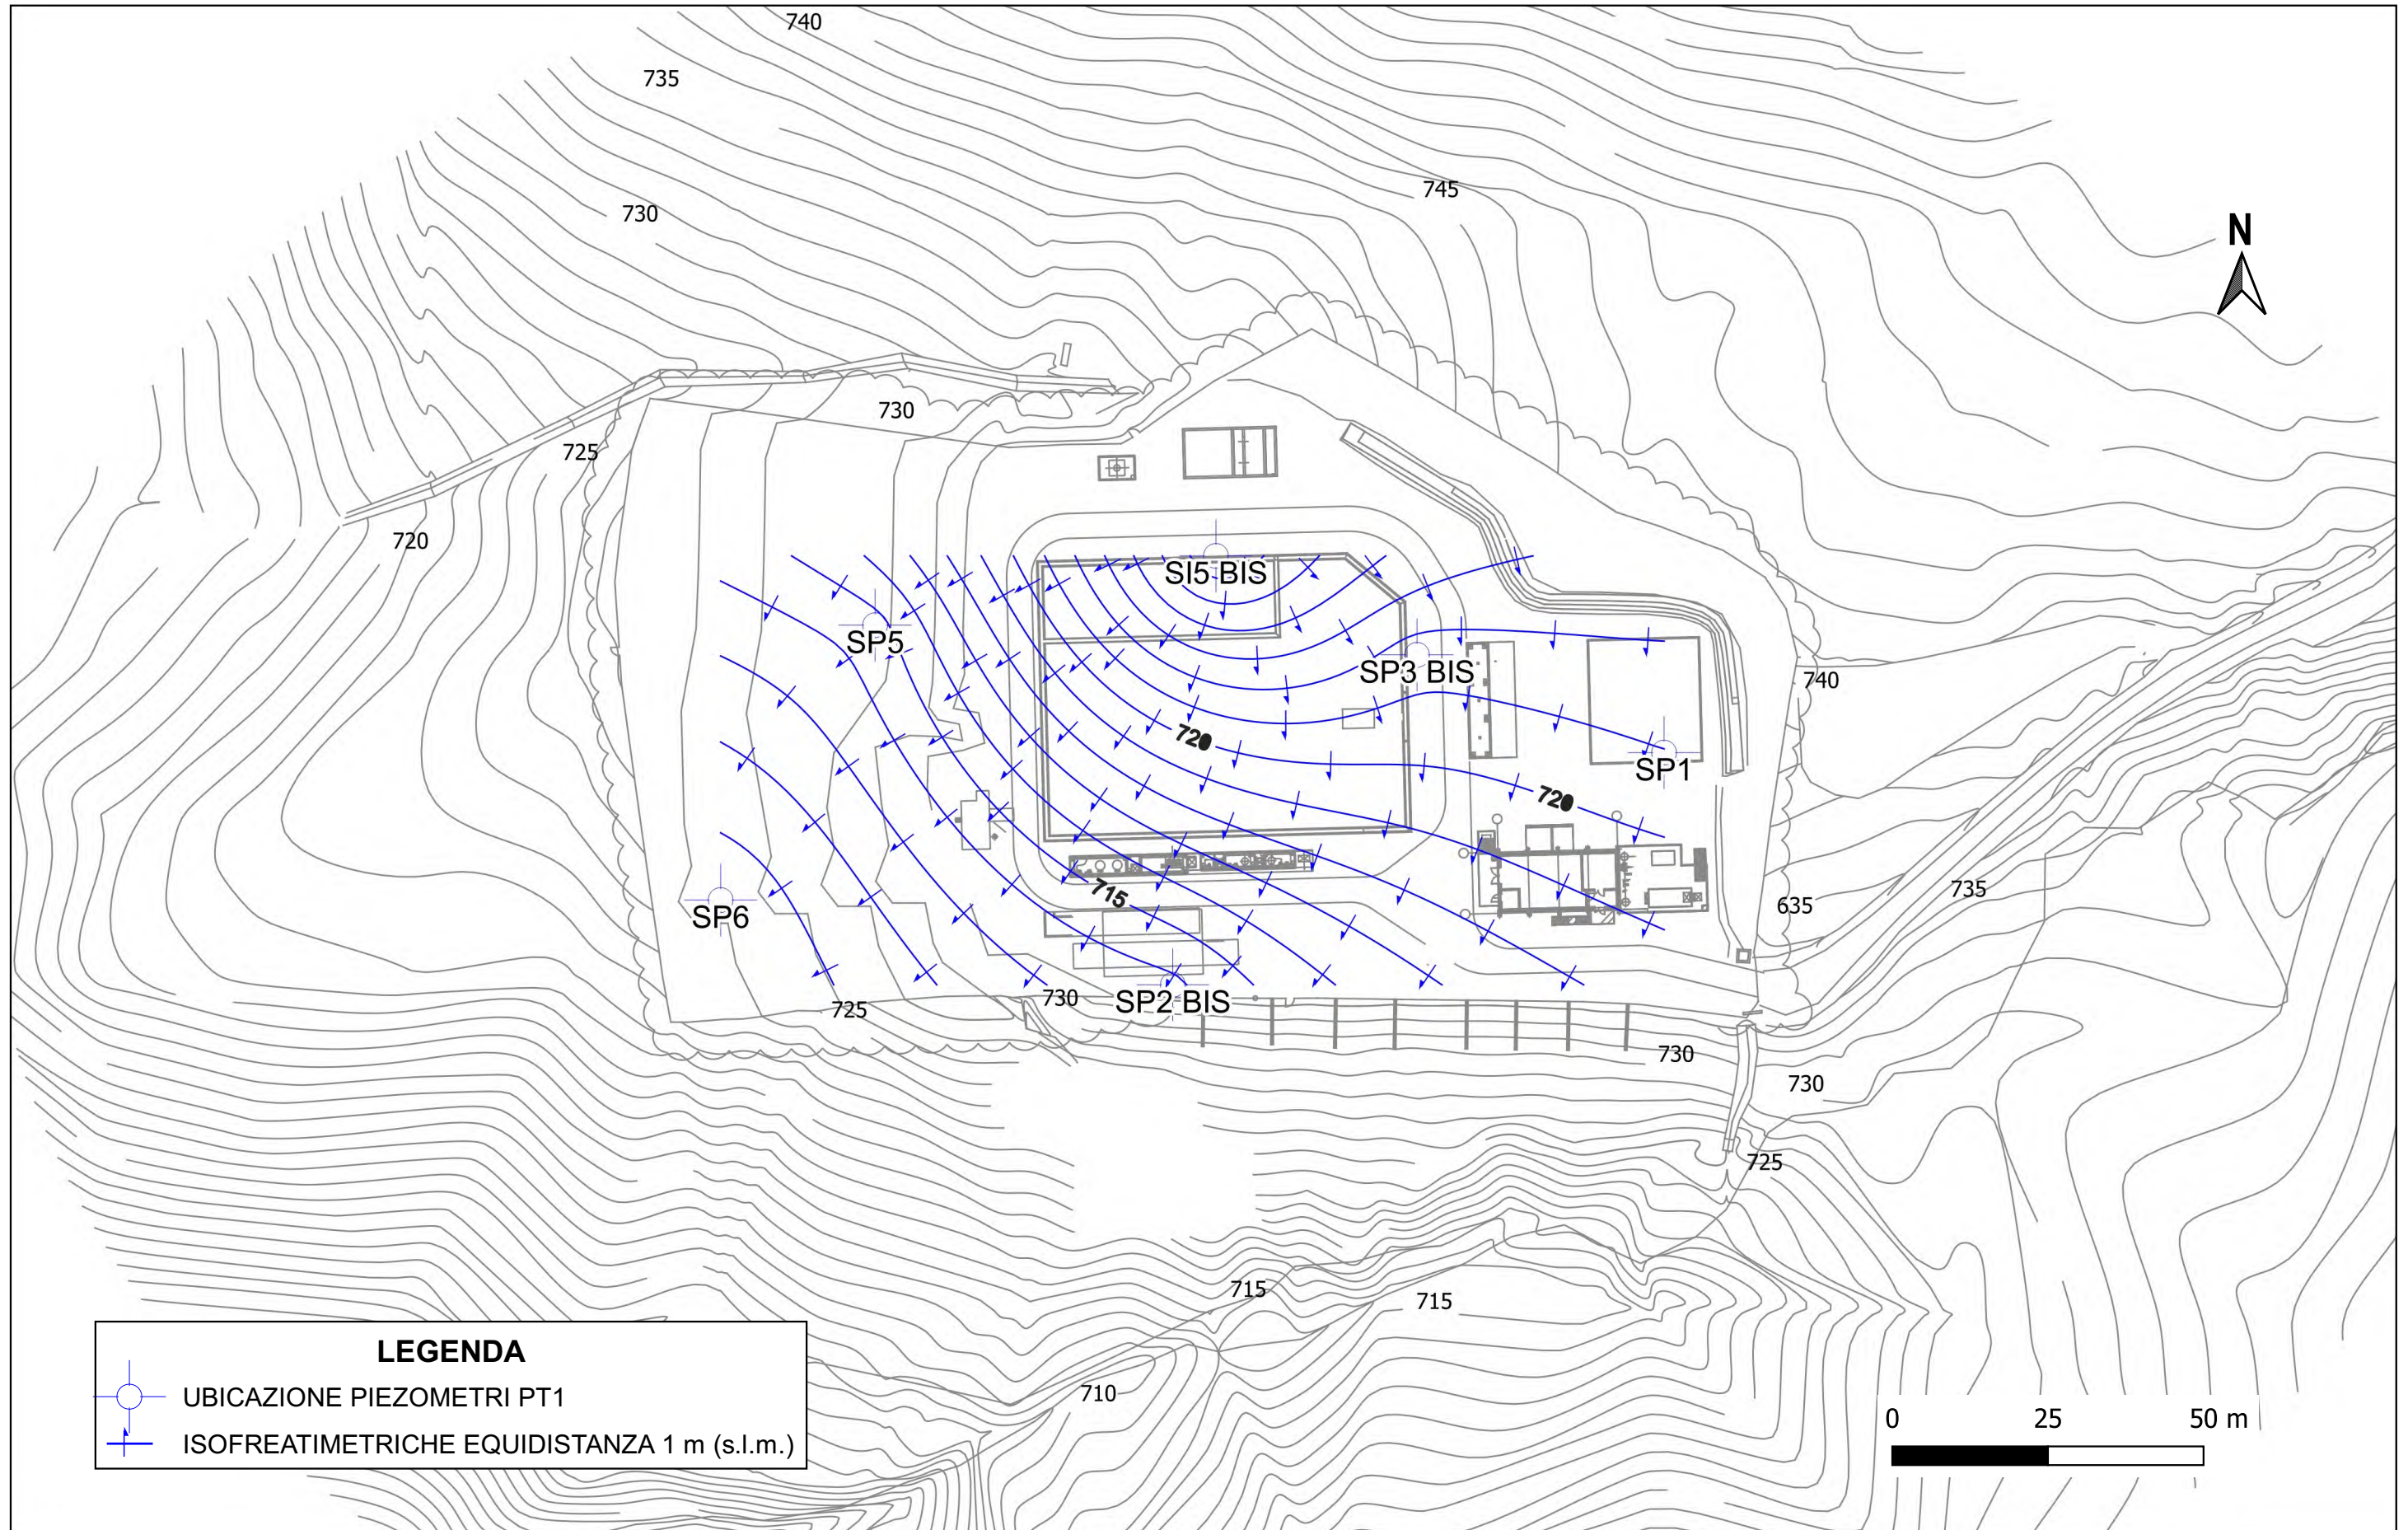 740
735
745
730
N
730
725
720
SI5 BIS
SP5
SP3 BIS
740
720
SP1
720
735
715
635
SP6
730
SP2 BIS
725
730
730
725
715
715
LEGENDA
710
UBICAZIONE PIEZOMETRI PT1
0 25 50 m
ISOFREATIMETRICHE EQUIDISTANZA 1 m (s.l.m.)